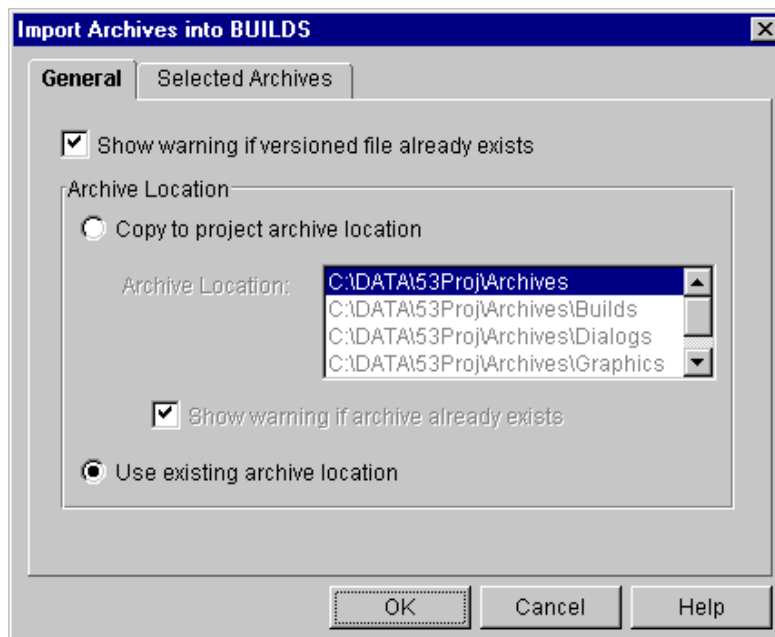 Import Archives into BUILDS
General
Selected Archives
Show warning if versioned file already exists
Archive Location
Copy to project archive location
Archive Location:
C:\DATA\53Proj\Archives
C:\DATA\53Proj\Archives\Builds
C:\DATA\53Proj\Archives\Dialogs
C:\DATA\53Proj\Archives\Graphics
Show warning if archive already exists
Use existing archive location
OK
Cancel
Help